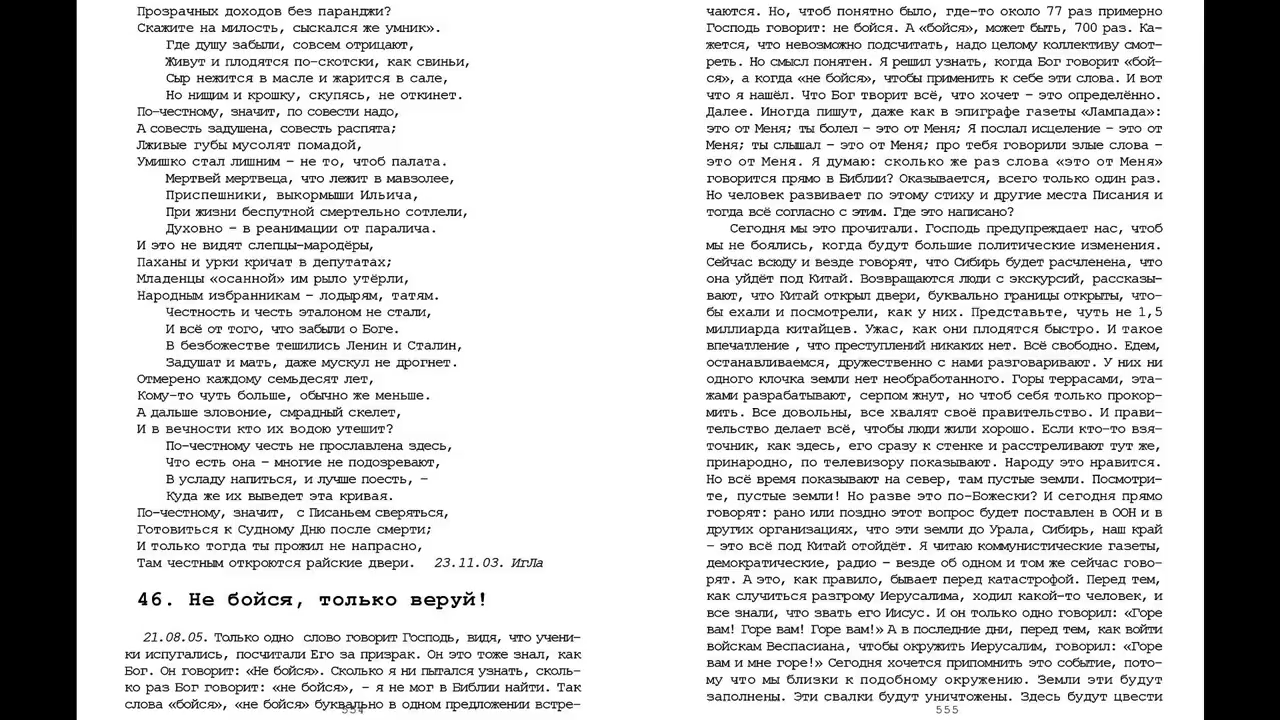 Прозрачных доходов без паранджи?
Скажите на милость, сыскался же умник».
Где душу забыли, совсем отрицают,
Живут и плодятся по-скотски, как свиньи,
Сыр нежится в масле и жарится в сале,
Но нищим и крошку, скупясь, не откинет.
По-честному, значит, по совести надо,
А совесть задушена, совесть распята;
Лживые губы мусолят помадой,
Умишко стал лишним – не то, чтоб палата.
Мертвей мертвеца, что лежит в мавзолее,
Приспешники, выкормыши Ильича,
При жизни беспутной смертельно сотлели,
Духовно – в реанимации от паралича.
И это не видят слепцы-мародёры,
Паханы и урки кричат в депутатах;
Младенцы «осанной» им рыло утёрли,
Народным избранникам – лодырям, татям.
Честность и честь эталоном не стали,
И всё от того, что забыли о Боге.
В безбожестве тешились Ленин и Сталин,
Задушат и мать, даже мускул не дрогнет.
Отмерено каждому семьдесят лет,
Кому-то чуть больше, обычно же меньше.
А дальше зловоние, смрадный скелет,
И в вечности кто их водою утешит?
По-честному честь не прославлена здесь,
Что есть она – многие не подозревают,
В усладу напиться, и лучше поесть, –
Куда же их выведет эта кривая.
По-честному, значит, с Писаньем сверяться,
Готовиться к Судному Дню после смерти;
И только тогда ты прожил не напрасно,
Там честным откроются райские двери. 23.11.03. ИгЛа
46. Не бойся, только веруй!
21.08.05. Только одно слово говорит Господь, видя, что учени-
ки испугались, посчитали Его за призрак. Он это тоже знал, как
Бог. Он говорит: «Не бойся». Сколько я ни пытался узнать, сколь-
ко раз Бог говорит: «не бойся», – я не мог в Библии найти. Так
слова «бойся», «не бойся» буквально в одном предложении встре-
554
чаются. Но, чтоб понятно было, где-то около 77 раз примерно
Господь говорит: не бойся. А «бойся», может быть, 700 раз. Ка-
жется, что невозможно подсчитать, надо целому коллективу смот-
реть. Но смысл понятен. Я решил узнать, когда Бог говорит «бой-
ся», а когда «не бойся», чтобы применить к себе эти слова. И вот
что я нашёл. Что Бог творит всё, что хочет – это определённо.
Далее. Иногда пишут, даже как в эпиграфе газеты «Лампада»:
это от Меня; ты болел – это от Меня; Я послал исцеление – это от
Меня; ты слышал – это от Меня; про тебя говорили злые слова –
это от Меня. Я думаю: сколько же раз слова «это от Меня»
говорится прямо в Библии? Оказывается, всего только один раз.
Но человек развивает по этому стиху и другие места Писания и
тогда всё согласно с этим. Где это написано?
Сегодня мы это прочитали. Господь предупреждает нас, чтоб
мы не боялись, когда будут большие политические изменения.
Сейчас всюду и везде говорят, что Сибирь будет расчленена, что
она уйдёт под Китай. Возвращаются люди с экскурсий, рассказы-
вают, что Китай открыл двери, буквально границы открыты, что-
бы ехали и посмотрели, как у них. Представьте, чуть не 1,5
миллиарда китайцев. Ужас, как они плодятся быстро. И такое
впечатление , что преступлений никаких нет. Всё свободно. Едем,
останавливаемся, дружественно с нами разговаривают. У них ни
одного клочка земли нет необработанного. Горы террасами, эта-
жами разрабатывают, серпом жнут, но чтоб себя только прокор-
мить. Все довольны, все хвалят своё правительство. И прави-
тельство делает всё, чтобы люди жили хорошо. Если кто-то взя-
точник, как здесь, его сразу к стенке и расстреливают тут же,
принародно, по телевизору показывают. Народу это нравится.
Но всё время показывают на север, там пустые земли. Посмотри-
те, пустые земли! Но разве это по-Божески? И сегодня прямо
говорят: рано или поздно этот вопрос будет поставлен в ООН и в
других организациях, что эти земли до Урала, Сибирь, наш край
– это всё под Китай отойдёт. Я читаю коммунистические газеты,
демократические, радио – везде об одном и том же сейчас гово-
рят. А это, как правило, бывает перед катастрофой. Перед тем,
как случиться разгрому Иерусалима, ходил какой-то человек, и
все знали, что звать его Иисус. И он только одно говорил: «Горе
вам! Горе вам! Горе вам!» А в последние дни, перед тем, как войти
войскам Веспасиана, чтобы окружить Иерусалим, говорил: «Горе
вам и мне горе!» Сегодня хочется припомнить это событие, пото-
му что мы близки к подобному окружению. Земли эти будут
заполнены. Эти свалки будут уничтожены. Здесь будут цвести
555